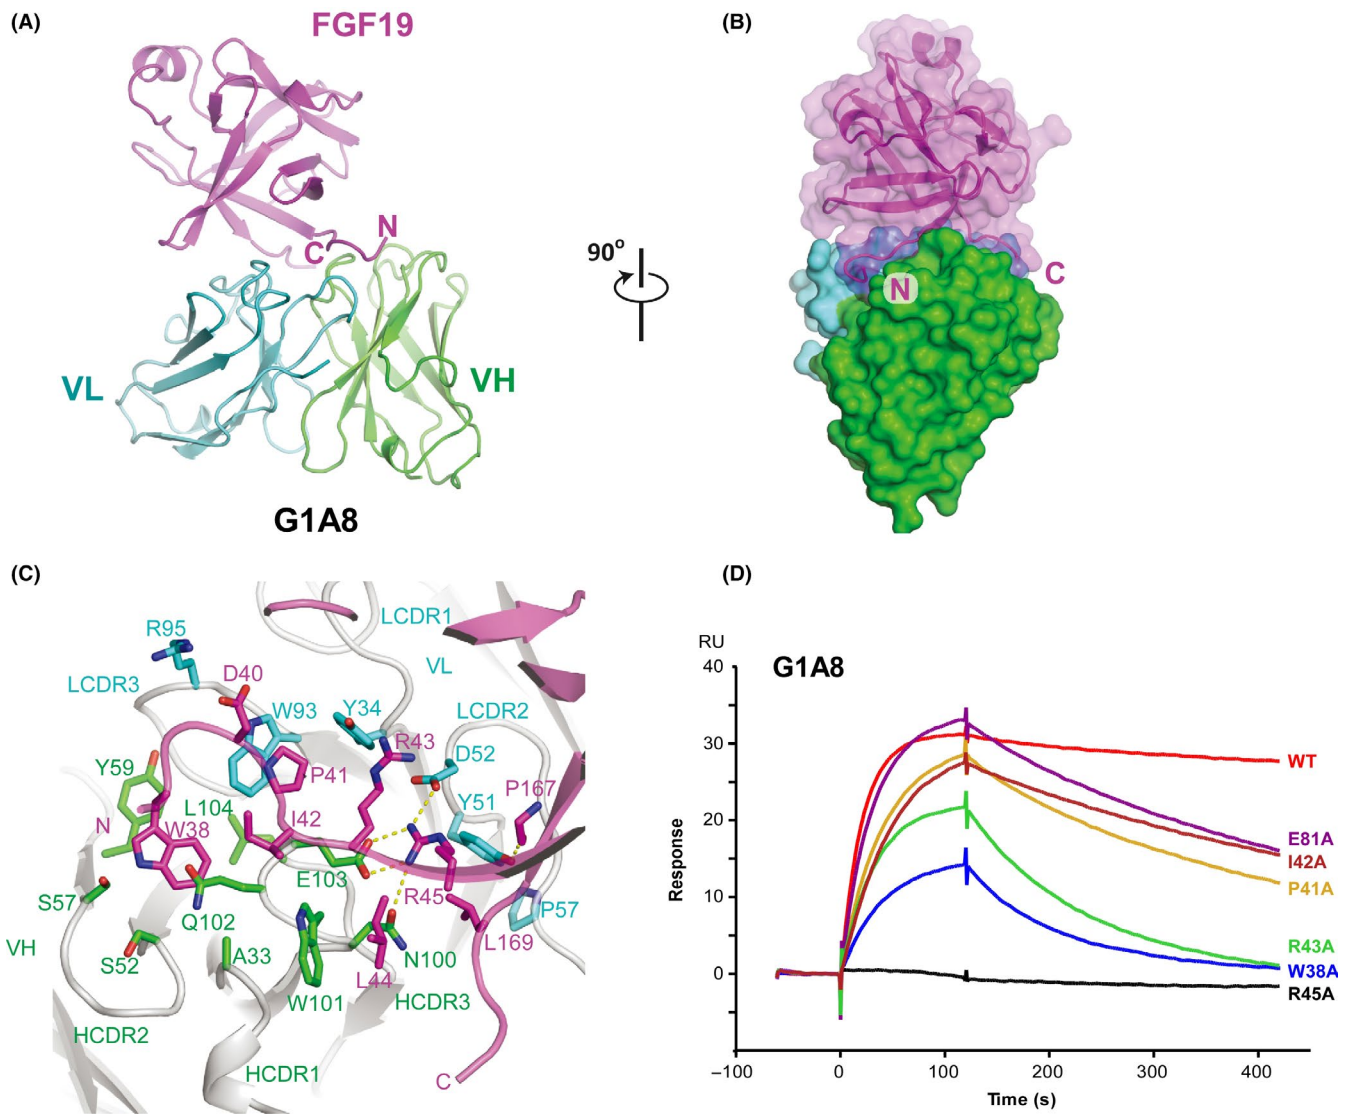 (A)
FGF19
N
C
VL
VH
G1A8
90°
(B)
N
C
(C)
R95
LCDR1
D40
VL
LCDR3
W93
Y34
LCDR2
R43
D52
Y59
P41
P167
L104
Y51
N
W38
I42
E103
S57
R45
P57
Q102
VH
L169
S52
A33
N100
L44
W101
HCDR3
HCDR2
HCDR1
C
(D)
RU
G1A8
40
30
20
10
0
Response
WT
E81A
I42A
P41A
R43A
W38A
R45A
–100
0
100
200
300
400
Time (s)